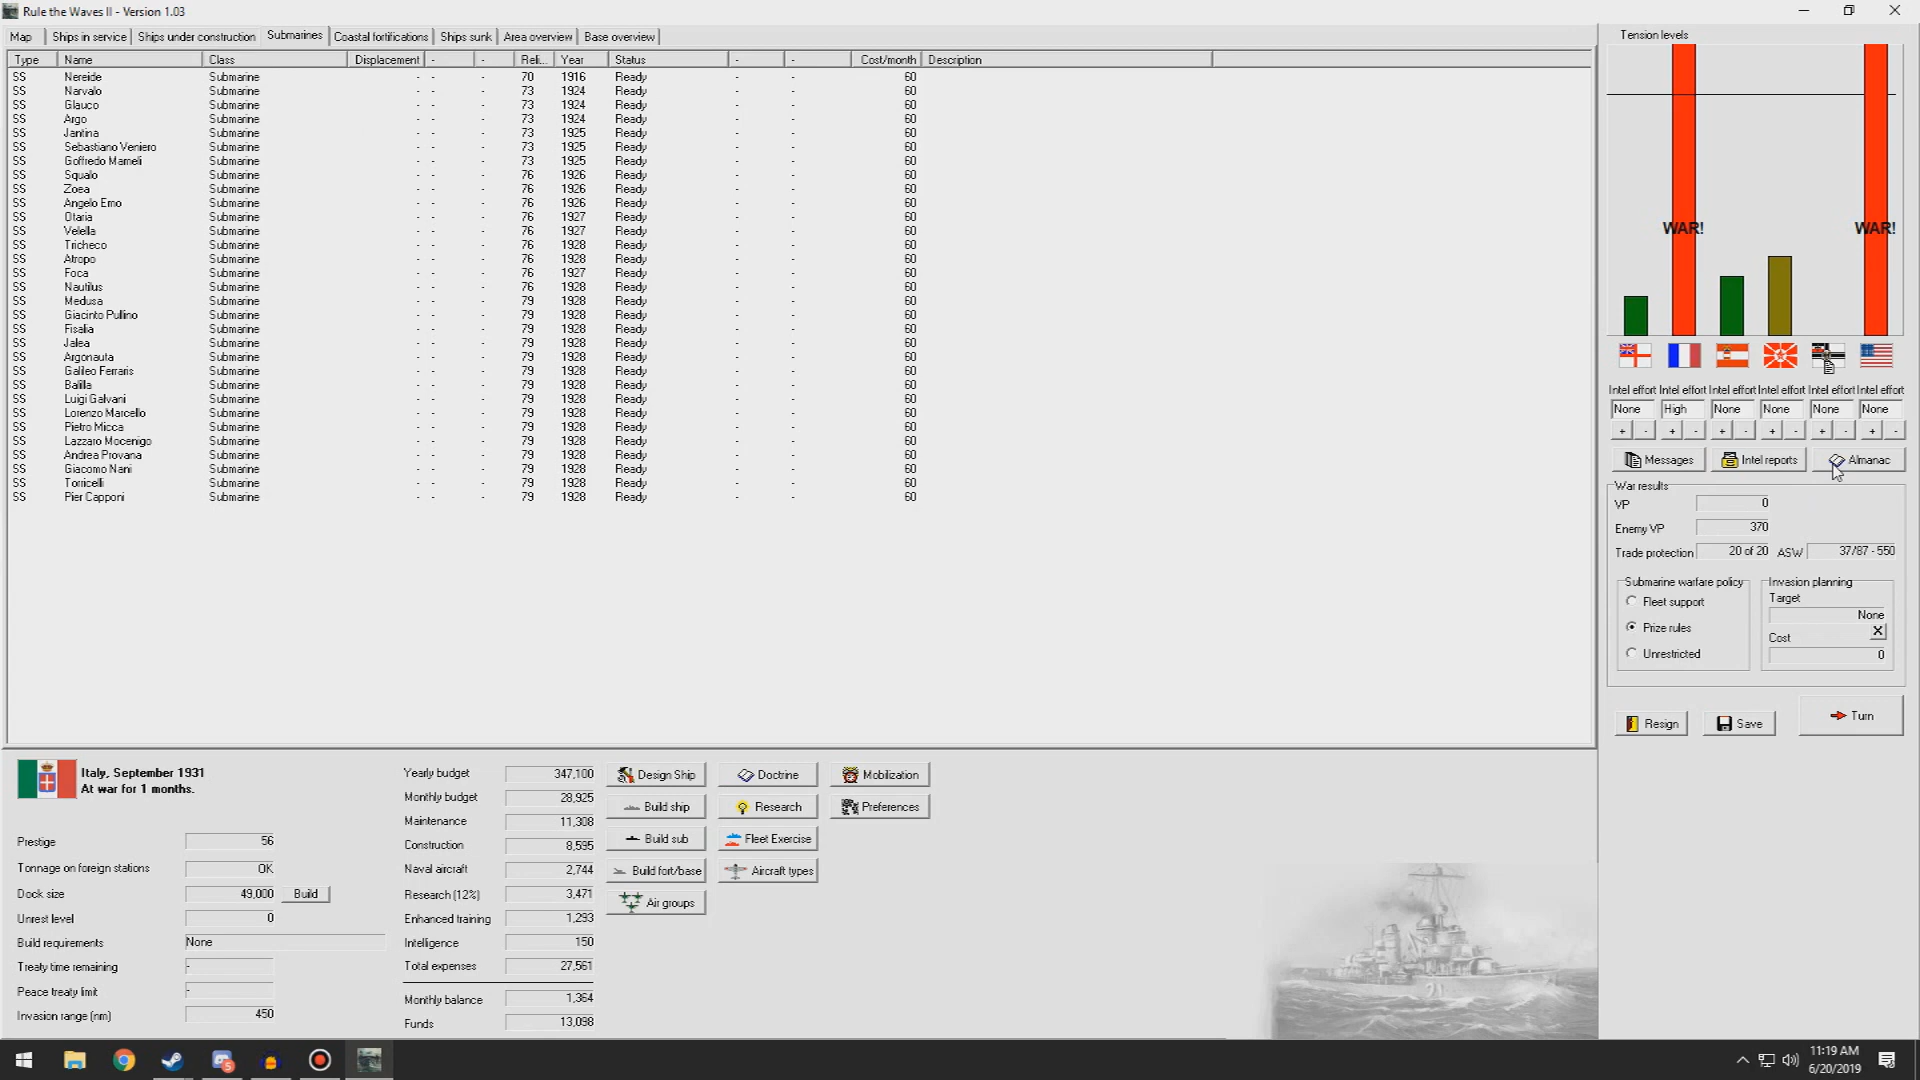 Rule the Waves II - Version 1.03
Map Ships in service Ships under construction Submarines Coastal fortifications Ships sunk Area overview Base overview
Type Name Class Displacement - - Reli... Year Status - - Cost/month Description
SS Nereide Submarine - - - 70 1916 Ready - - 60
SS Narvalo Submarine - - - 73 1924 Ready - - 60
SS Glauco Submarine - - - 73 1924 Ready - - 60
SS Argo Submarine - - - 73 1924 Ready - - 60
SS Jantina Submarine - - - 73 1925 Ready - - 60
SS Sebastiano Veniero Submarine - - - 73 1925 Ready - - 60
SS Goffredo Mameli Submarine - - - 73 1925 Ready - - 60
SS Squalo Submarine - - - 76 1926 Ready - - 60
SS Zoea Submarine - - - 76 1926 Ready - - 60
SS Angelo Emo Submarine - - - 76 1926 Ready - - 60
SS Otaria Submarine - - - 76 1927 Ready - - 60
SS Velella Submarine - - - 76 1927 Ready - - 60
SS Tricheco Submarine - - - 76 1928 Ready - - 60
SS Atropo Submarine - - - 76 1928 Ready - - 60
SS Foca Submarine - - - 76 1927 Ready - - 60
SS Nautilus Submarine - - - 76 1928 Ready - - 60
SS Medusa Submarine - - - 79 1928 Ready - - 60
SS Giacinto Pullino Submarine - - - 79 1928 Ready - - 60
SS Fisalia Submarine - - - 79 1928 Ready - - 60
SS Jalea Submarine - - - 79 1928 Ready - - 60
SS Argonauta Submarine - - - 79 1928 Ready - - 60
SS Galileo Ferraris Submarine - - - 79 1928 Ready - - 60
SS Balilla Submarine - - - 79 1928 Ready - - 60
SS Luigi Galvani Submarine - - - 79 1928 Ready - - 60
SS Lorenzo Marcello Submarine - - - 79 1928 Ready - - 60
SS Pietro Micca Submarine - - - 79 1928 Ready - - 60
SS Lazzaro Mocenigo Submarine - - - 79 1928 Ready - - 60
SS Andrea Provana Submarine - - - 79 1928 Ready - - 60
SS Giacomo Nani Submarine - - - 79 1928 Ready - - 60
SS Torricelli Submarine - - - 79 1928 Ready - - 60
SS Pier Capponi Submarine - - - 79 1928 Ready - - 60
Tension levels
WAR! WAR!
Intel effort Intel effort Intel effort Intel effort Intel effort Intel effort
None High None None None None
+ - + - + - + - + - + -
Messages Intel reports Almanac
War results
VP 0
Enemy VP 370
Trade protection 20 of 20 ASW 37/87 - 550
Submarine warfare policy
Fleet support
Prize rules
Unrestricted
Invasion planning
Target
None
Cost X
0
Resign Save Turn
Italy, September 1931
At war for 1 months.
Prestige 56
Tonnage on foreign stations OK
Dock size 49,000 Build
Unrest level 0
Build requirements None
Treaty time remaining -
Peace treaty limit -
Invasion range (nm) 450
Yearly budget 347,100
Monthly budget 28,925
Maintenance 11,308
Construction 8,595
Naval aircraft 2,744
Research (12%) 3,471
Enhanced training 1,293
Intelligence 150
Total expenses 27,561
Monthly balance 1,364
Funds 13,098
Design Ship Doctrine Mobilization
Build ship Research Preferences
Build sub Fleet Exercise
Build fort/base Aircraft types
Air groups
21
5
11:19 AM
6/20/2019